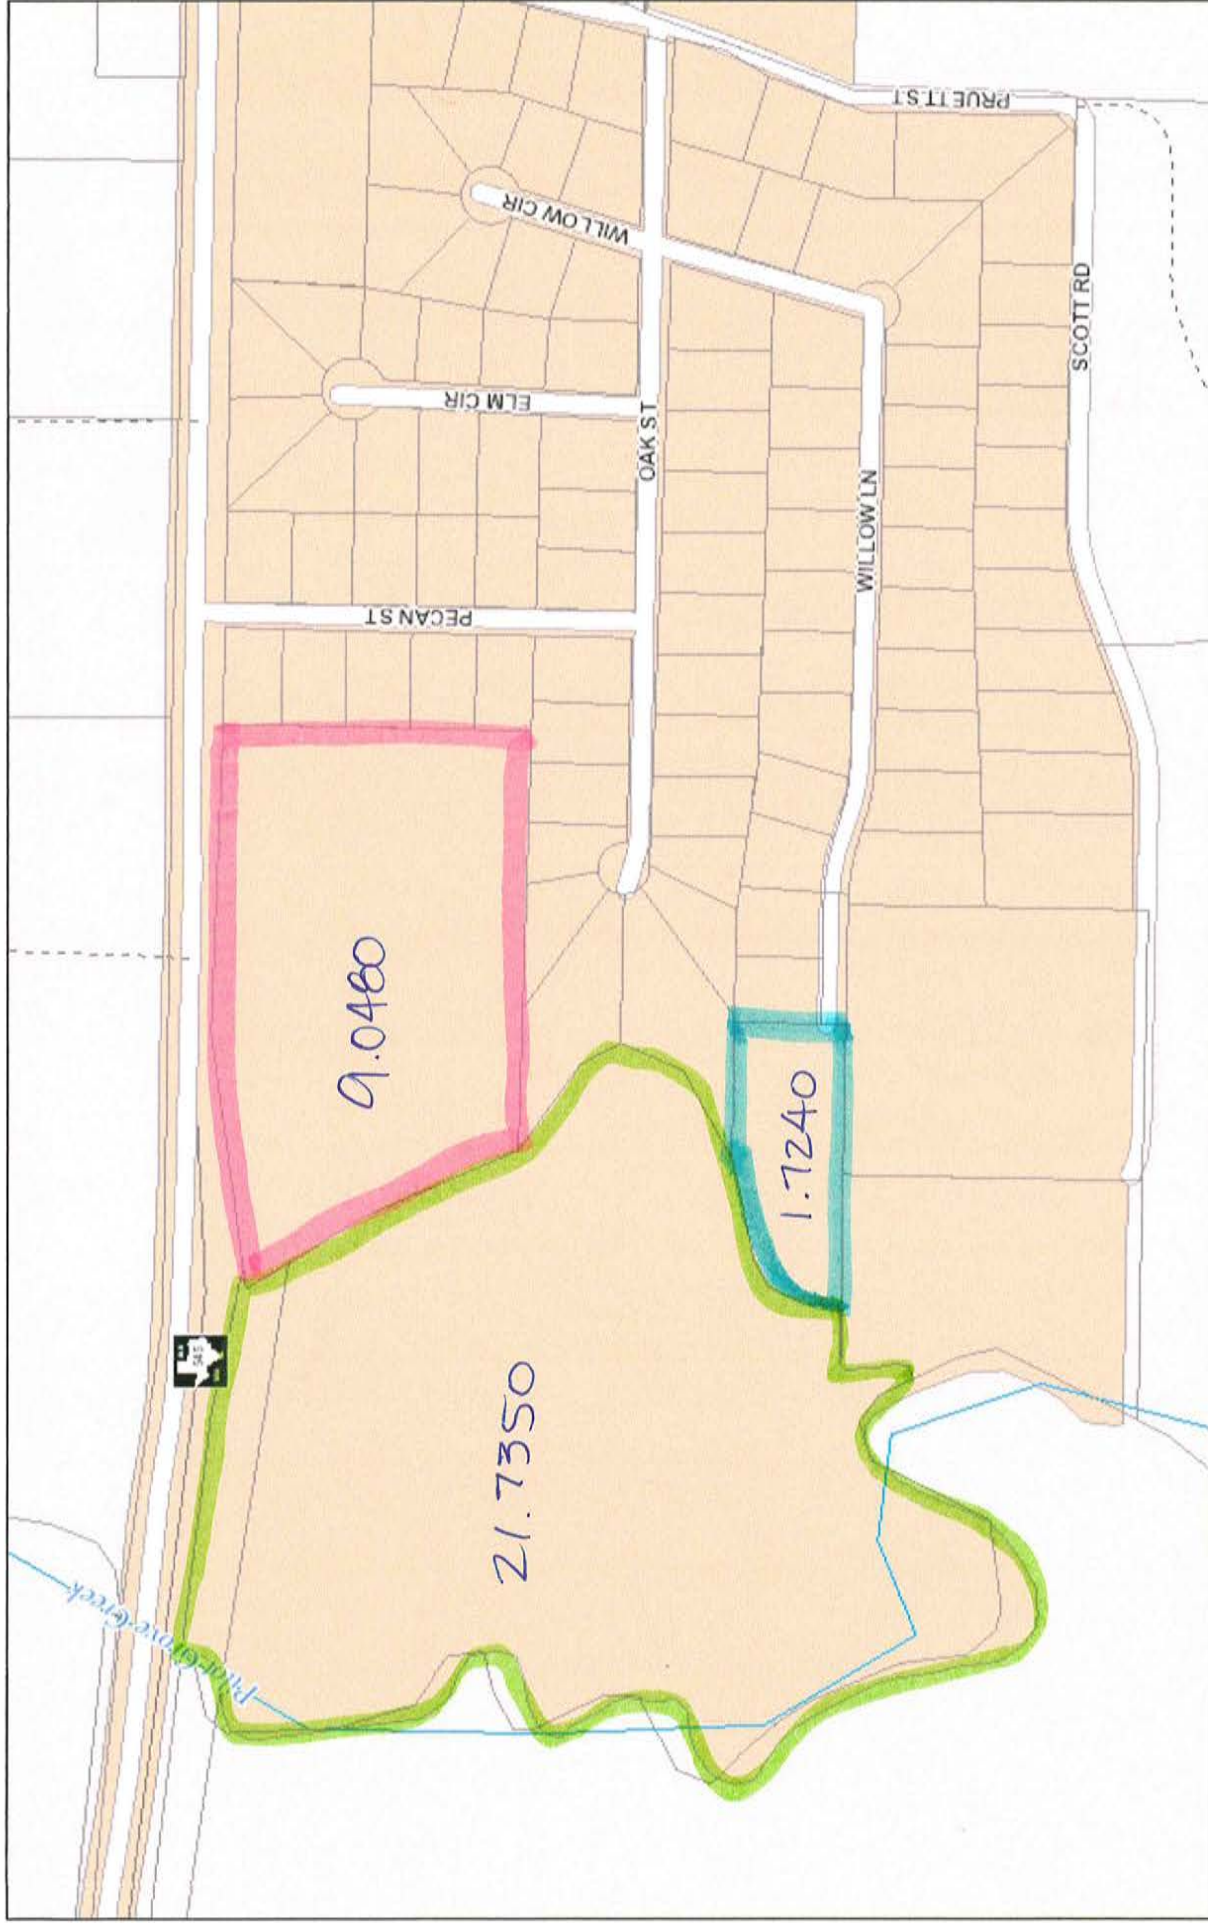 PRUETT ST
WILLOW CIR
SCOTT RD
ELM CIR
OAK ST
WILLOW LN
PECAN ST
9.0480
1.7240
545
21.7350
Pilot Grove Creek